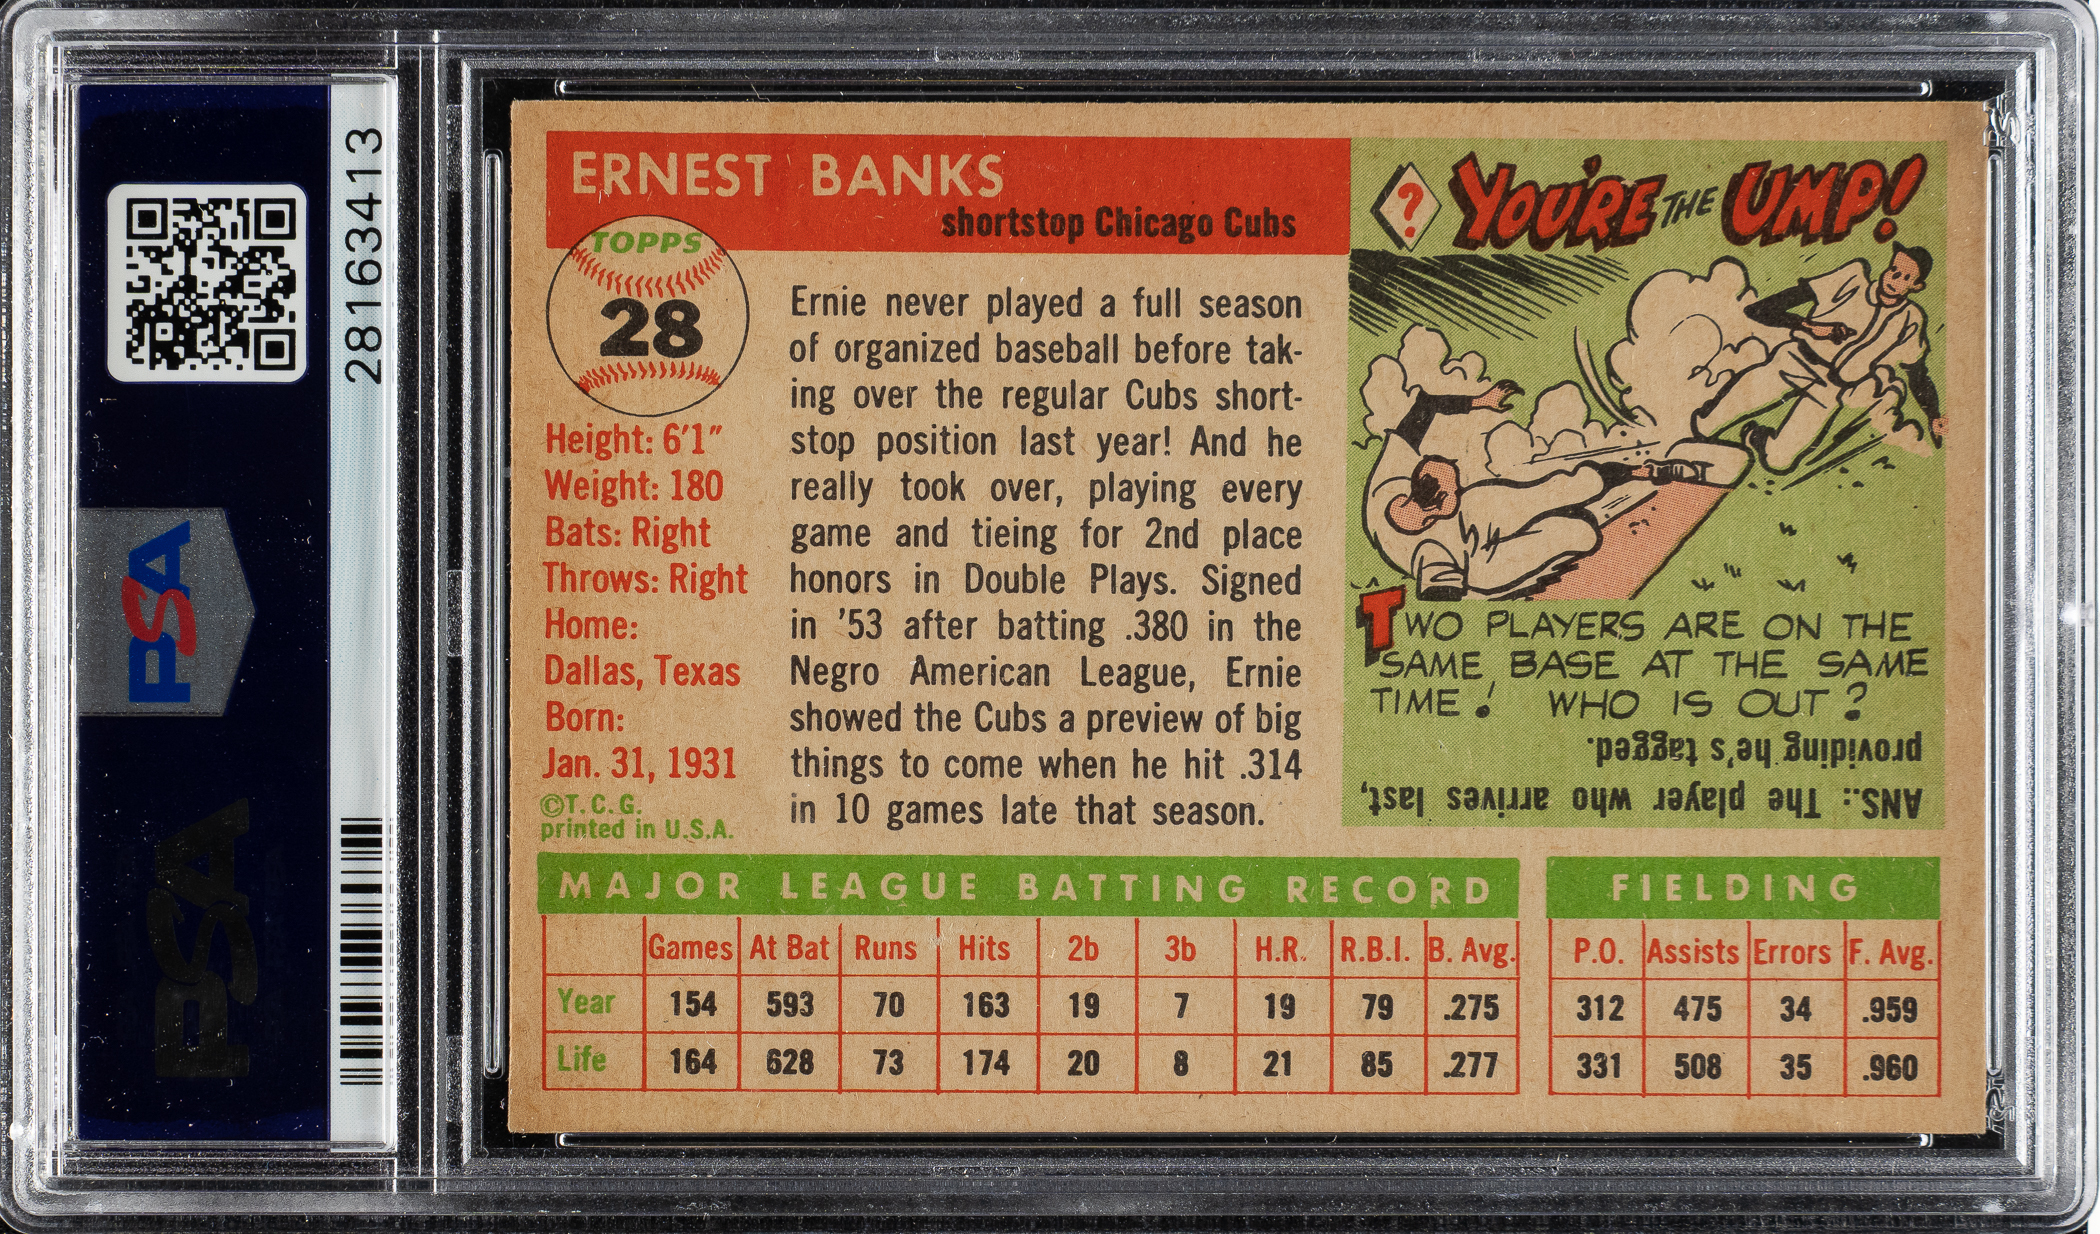 28163413
PSA
PSA
ERNEST BANKS
shortstop Chicago Cubs
TOPPS
28
Height: 6'1"
Weight: 180
Bats: Right
Throws: Right
Home:
Dallas, Texas
Born:
Jan. 31, 1931
©T.C.G.
printed in U.S.A.
Ernie never played a full season
of organized baseball before tak-
ing over the regular Cubs short-
stop position last year! And he
really took over, playing every
game and tieing for 2nd place
honors in Double Plays. Signed
in '53 after batting .380 in the
Negro American League, Ernie
showed the Cubs a preview of big
things to come when he hit .314
in 10 games late that season.
? YOU'RE THE UMP!
TWO PLAYERS ARE ON THE
SAME BASE AT THE SAME
TIME! WHO IS OUT?
ANS.: The player who arrives last,
providing he's tagged.
MAJOR LEAGUE BATTING RECORD
Games At Bat Runs Hits 2b 3b H.R. R.B.I. B. Avg.
Year 154 593 70 163 19 7 19 79 .275
Life 164 628 73 174 20 8 21 85 .277
FIELDING
P.O. Assists Errors F. Avg.
312 475 34 .959
331 508 35 .960